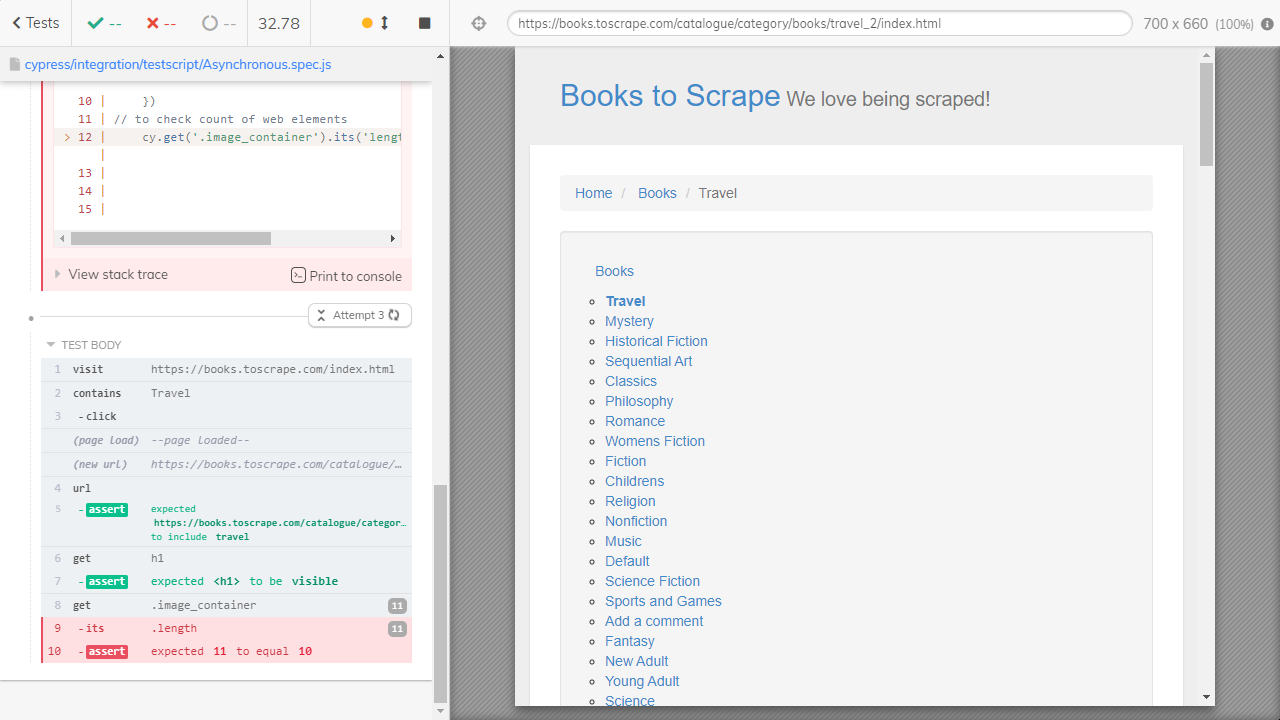 Tests
--
--
--
32.78
https://books.toscrape.com/catalogue/category/books/travel_2/index.html
700 x 660 (100%)
cypress/integration/testscript/Asynchronous.spec.js
10 | })
11 | // to check count of web elements
> 12 | cy.get('.image_container').its('lengt
|
13 |
14 |
15 |
View stack trace
Print to console
Attempt 3
TEST BODY
1 visit https://books.toscrape.com/index.html
2 contains Travel
3 -click
(page load) --page loaded--
(new url) https://books.toscrape.com/catalogue/…
4 url
5 -assert expected
https://books.toscrape.com/catalogue/categor…
to include travel
6 get h1
7 -assert expected <h1> to be visible
8 get .image_container 11
9 -its .length 11
10 -assert expected 11 to equal 10
Books to Scrape We love being scraped!
Home / Books / Travel
Books
Travel
Mystery
Historical Fiction
Sequential Art
Classics
Philosophy
Romance
Womens Fiction
Fiction
Childrens
Religion
Nonfiction
Music
Default
Science Fiction
Sports and Games
Add a comment
Fantasy
New Adult
Young Adult
Science